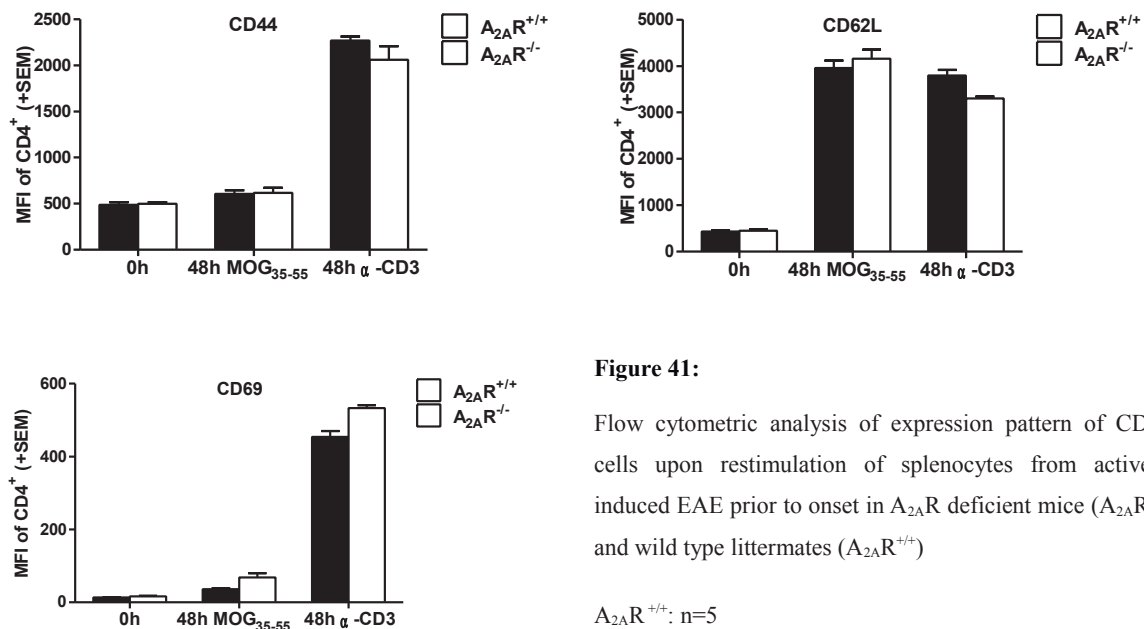 CD44
A2AR+/+
A2AR-/-
MFI of CD4+ (+SEM)
2500
2000
1500
1000
500
0
0h
48h MOG35-55
48h α -CD3
CD62L
A2AR+/+
A2AR-/-
MFI of CD4+ (+SEM)
5000
4000
3000
2000
1000
0
0h
48h MOG35-55
48h α -CD3
CD69
A2AR+/+
A2AR-/-
MFI of CD4+ (+SEM)
600
400
200
0
0h
48h MOG35-55
48h α -CD3
Figure 41:
Flow cytometric analysis of expression pattern of CD
cells upon restimulation of splenocytes from active
induced EAE prior to onset in A2AR deficient mice (A2AR
and wild type littermates (A2AR+/+)
A2AR +/+: n=5